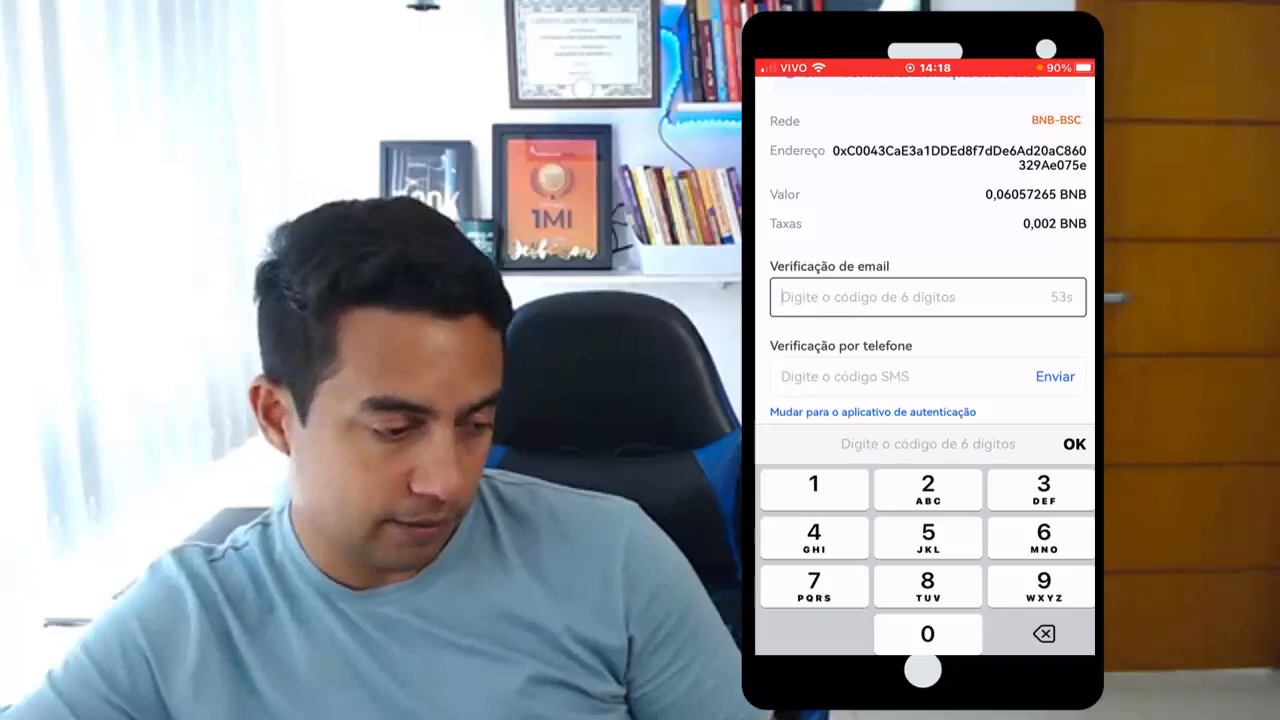 1MI
VIVO
14:18
90%
Rede
BNB-BSC
Endereço
0xC0043CaE3a1DDEd8f7dDe6Ad20aC860
329Ae075e
Valor
0,06057265 BNB
Taxas
0,002 BNB
Verificação de email
Digite o código de 6 dígitos
53s
Verificação por telefone
Digite o código SMS
Enviar
Mudar para o aplicativo de autenticação
Digite o código de 6 dígitos
OK
1
2
ABC
3
DEF
4
GHI
5
JKL
6
MNO
7
PQRS
8
TUV
9
WXYZ
0